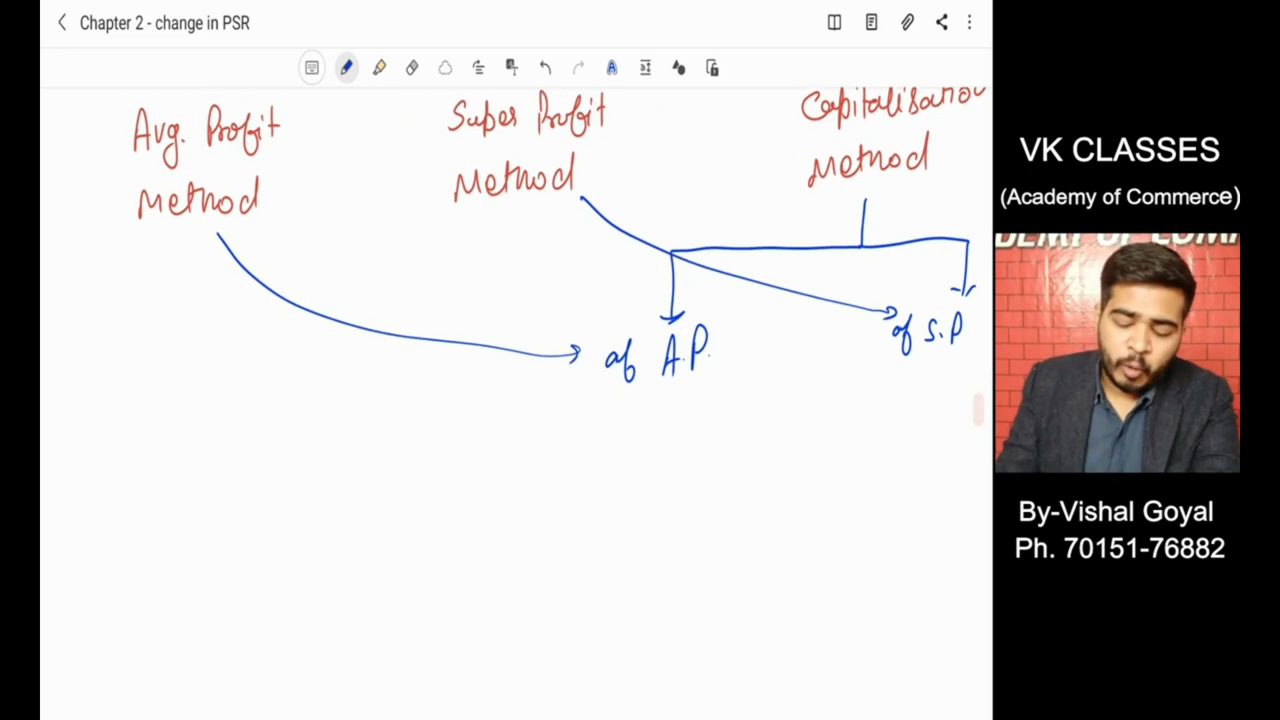 Chapter 2 - change in PSR
Avg. Profit
Method
Super Profit
Method
Capitalisation
Method
of A.P.
of S.P
VK CLASSES
(Academy of Commerce)
By-Vishal Goyal
Ph. 70151-76882